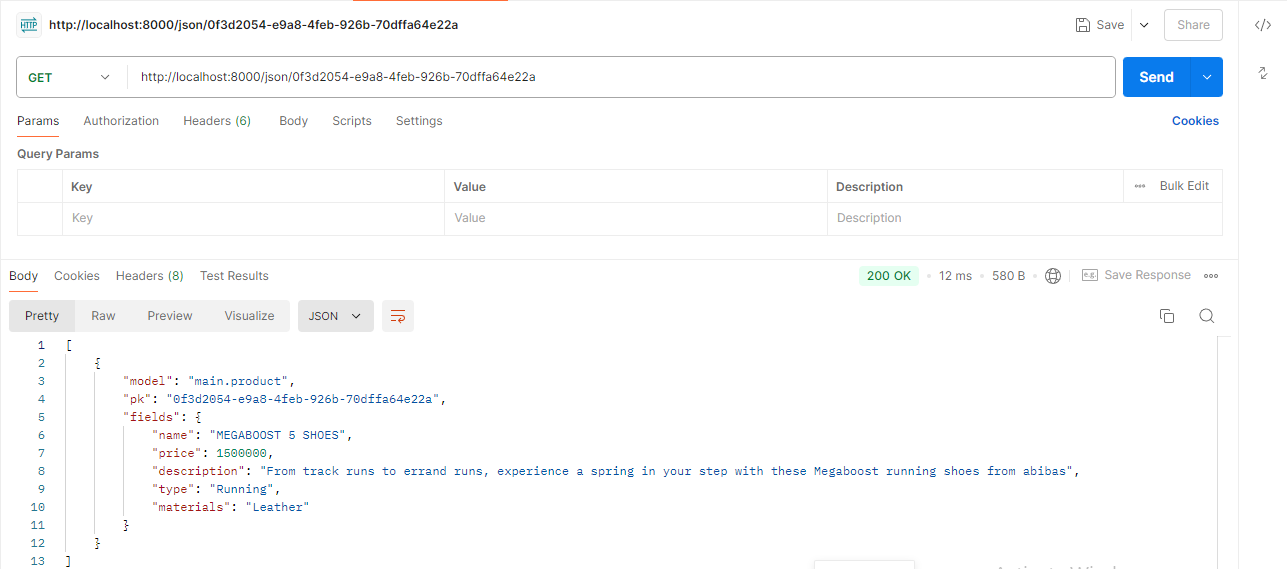 HTTP http://localhost:8000/json/0f3d2054-e9a8-4feb-926b-70dffa64e22a Save Share </>
GET http://localhost:8000/json/0f3d2054-e9a8-4feb-926b-70dffa64e22a Send
Params Authorization Headers (6) Body Scripts Settings Cookies
Query Params
Key Value Description Bulk Edit
Key Value Description
Body Cookies Headers (8) Test Results 200 OK 12 ms 580 B e.g. Save Response
Pretty Raw Preview Visualize JSON
1 [
2 {
3 "model": "main.product",
4 "pk": "0f3d2054-e9a8-4feb-926b-70dffa64e22a",
5 "fields": {
6 "name": "MEGABOOST 5 SHOES",
7 "price": 1500000,
8 "description": "From track runs to errand runs, experience a spring in your step with these Megaboost running shoes from abibas",
9 "type": "Running",
10 "materials": "Leather"
11 }
12 }
13 ]